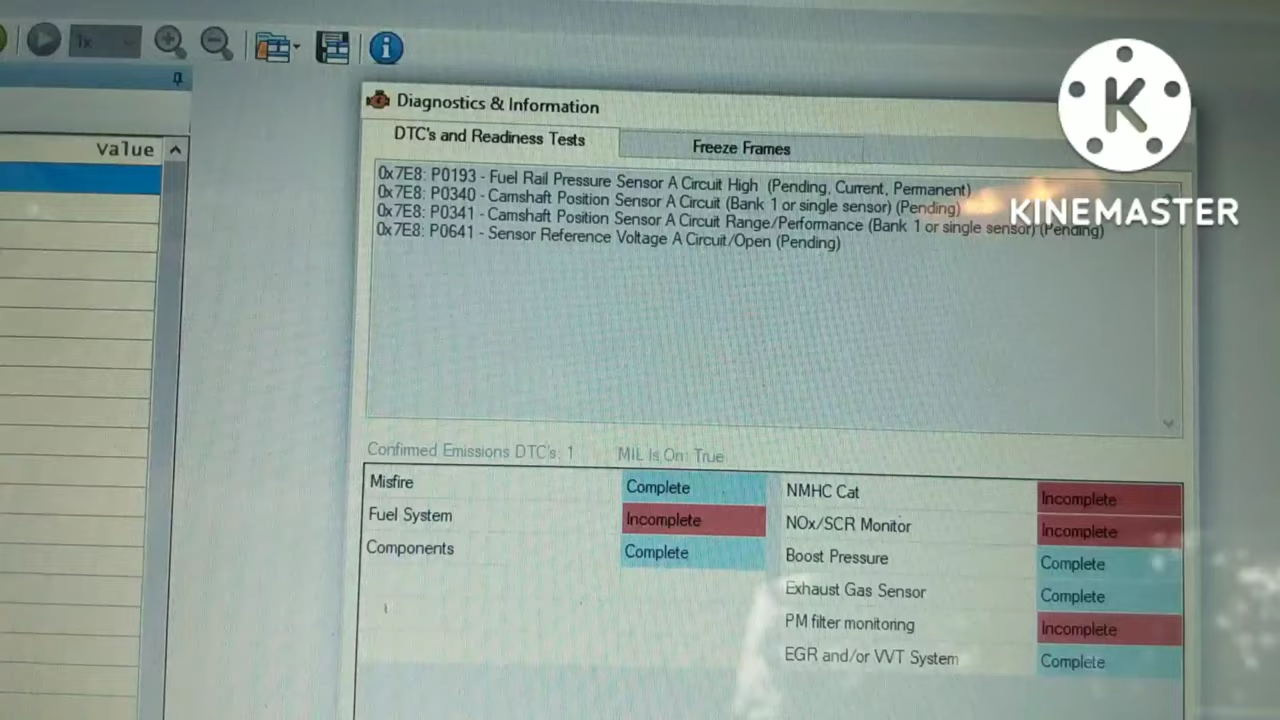 1x
Diagnostics & Information
Value
DTC's and Readiness Tests
Freeze Frames
0x7E8: P0193 - Fuel Rail Pressure Sensor A Circuit High (Pending, Current, Permanent)
0x7E8: P0340 - Camshaft Position Sensor A Circuit (Bank 1 or single sensor) (Pending)
0x7E8: P0341 - Camshaft Position Sensor A Circuit Range/Performance (Bank 1 or single sensor) (Pending)
0x7E8: P0641 - Sensor Reference Voltage A Circuit/Open (Pending)
K
KINEMASTER
Confirmed Emissions DTC's: 1 MIL Is On: True
Misfire Complete NMHC Cat Incomplete
Fuel System Incomplete NOx/SCR Monitor Incomplete
Components Complete Boost Pressure Complete
Exhaust Gas Sensor Complete
PM filter monitoring Incomplete
EGR and/or VVT System Complete